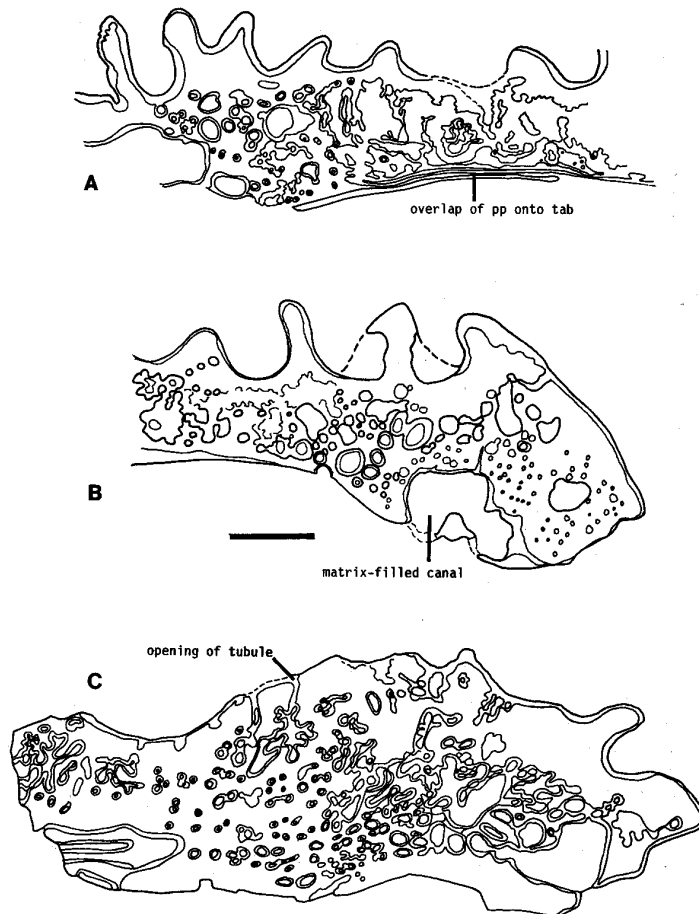 A
overlap of pp onto tab
B
matrix-filled canal
opening of tubule
C